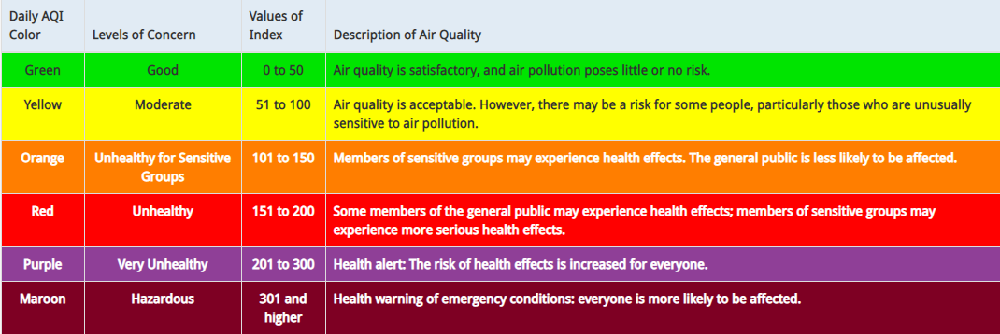 Daily AQI Color Levels of Concern Values of Index Description of Air Quality
Green Good 0 to 50 Air quality is satisfactory, and air pollution poses little or no risk.
Yellow Moderate 51 to 100 Air quality is acceptable. However, there may be a risk for some people, particularly those who are unusually
sensitive to air pollution.
Orange Unhealthy for Sensitive Groups 101 to 150 Members of sensitive groups may experience health effects. The general public is less likely to be affected.
Red Unhealthy 151 to 200 Some members of the general public may experience health effects; members of sensitive groups may
experience more serious health effects.
Purple Very Unhealthy 201 to 300 Health alert: The risk of health effects is increased for everyone.
Maroon Hazardous 301 and higher Health warning of emergency conditions: everyone is more likely to be affected.